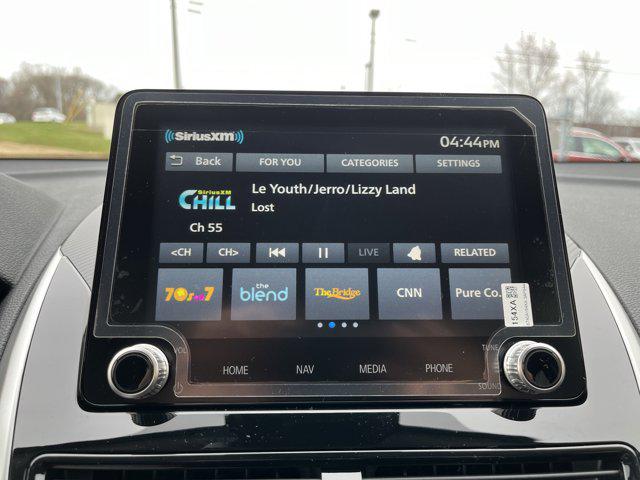 SiriusXM
04:44PM
Back FOR YOU CATEGORIES SETTINGS
SiriusXM
CHILL
Le Youth/Jerro/Lizzy Land
Lost
Ch 55
<CH CH> LIVE RELATED
70s on 7 the blend The Bridge CNN Pure Co.
154XA
VOL TUNE
HOME NAV MEDIA PHONE
SOUND